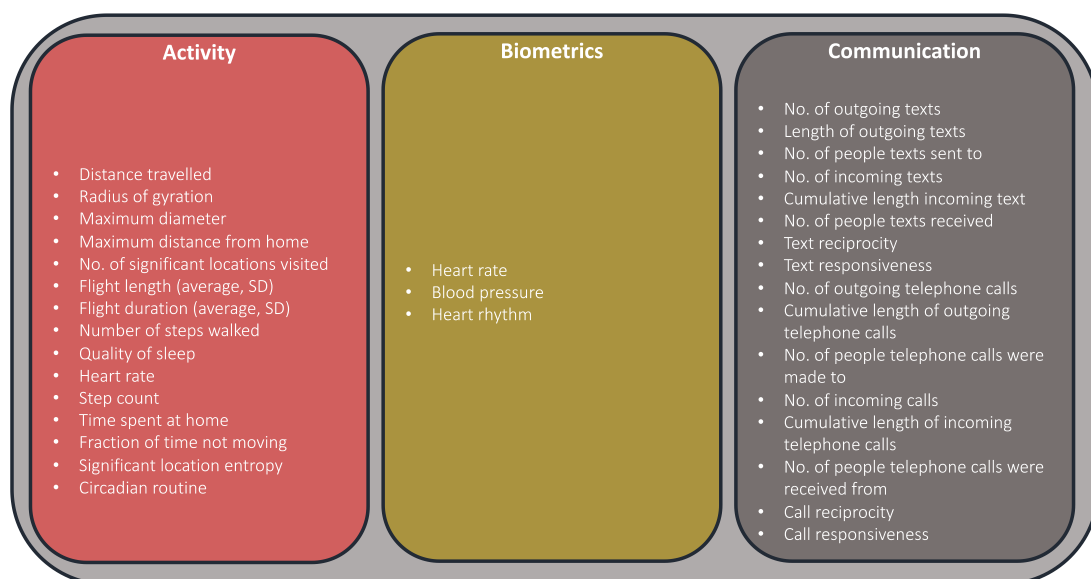 Activity
• Distance travelled
• Radius of gyration
• Maximum diameter
• Maximum distance from home
• No. of significant locations visited
• Flight length (average, SD)
• Flight duration (average, SD)
• Number of steps walked
• Quality of sleep
• Heart rate
• Step count
• Time spent at home
• Fraction of time not moving
• Significant location entropy
• Circadian routine
Biometrics
• Heart rate
• Blood pressure
• Heart rhythm
Communication
• No. of outgoing texts
• Length of outgoing texts
• No. of people texts sent to
• No. of incoming texts
• Cumulative length incoming text
• No. of people texts received
• Text reciprocity
• Text responsiveness
• No. of outgoing telephone calls
• Cumulative length of outgoing
telephone calls
• No. of people telephone calls were
made to
• No. of incoming calls
• Cumulative length of incoming
telephone calls
• No. of people telephone calls were
received from
• Call reciprocity
• Call responsiveness